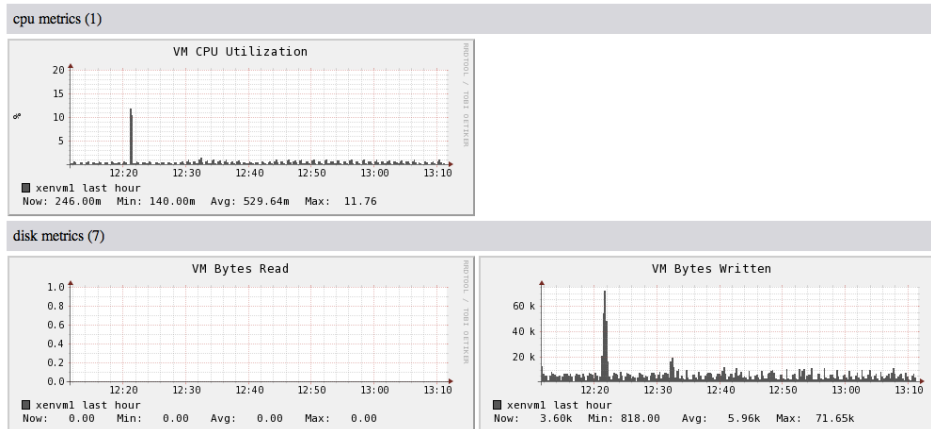 cpu metrics (1)
VM CPU Utilization
20
15
10
5
%
12:20 12:30 12:40 12:50 13:00 13:10
xenvm1 last hour
Now: 246.00m Min: 140.00m Avg: 529.64m Max: 11.76
RRDTOOL / TOBI OETIKER
disk metrics (7)
VM Bytes Read
1.0
0.8
0.6
0.4
0.2
0.0
12:20 12:30 12:40 12:50 13:00 13:10
xenvm1 last hour
Now: 0.00 Min: 0.00 Avg: 0.00 Max: 0.00
RRDTOOL / TOBI OETIKER
VM Bytes Written
60 k
40 k
20 k
12:20 12:30 12:40 12:50 13:00 13:10
xenvm1 last hour
Now: 3.60k Min: 818.00 Avg: 5.96k Max: 71.65k